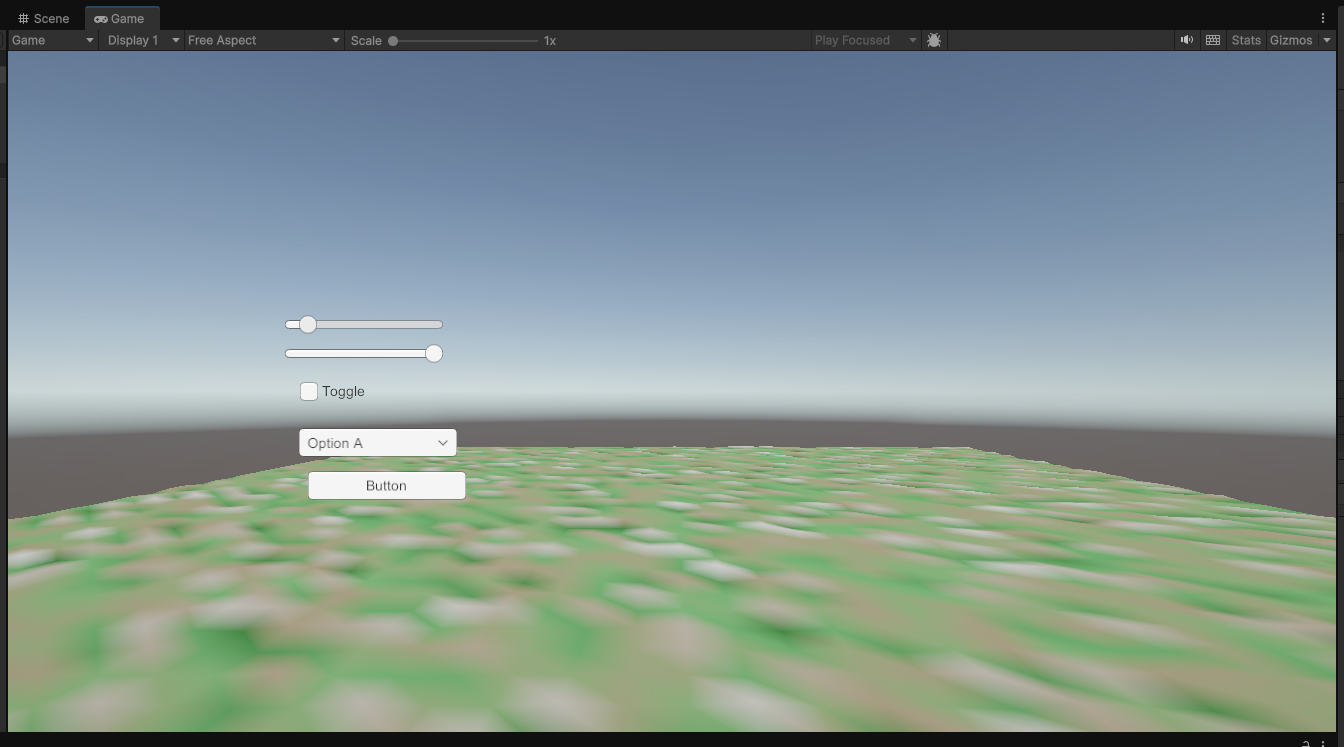 Scene Game
Game Display 1 Free Aspect Scale 1x Play Focused Stats Gizmos
Toggle
Option A
Button